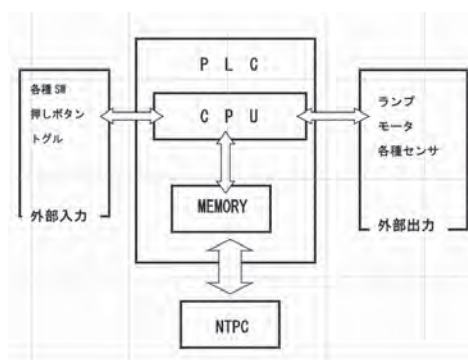 PLC
各種SW
押しボタン
トグル
外部入力
CPU
MEMORY
ランプ
モータ
各種センサ
外部出力
NTPC